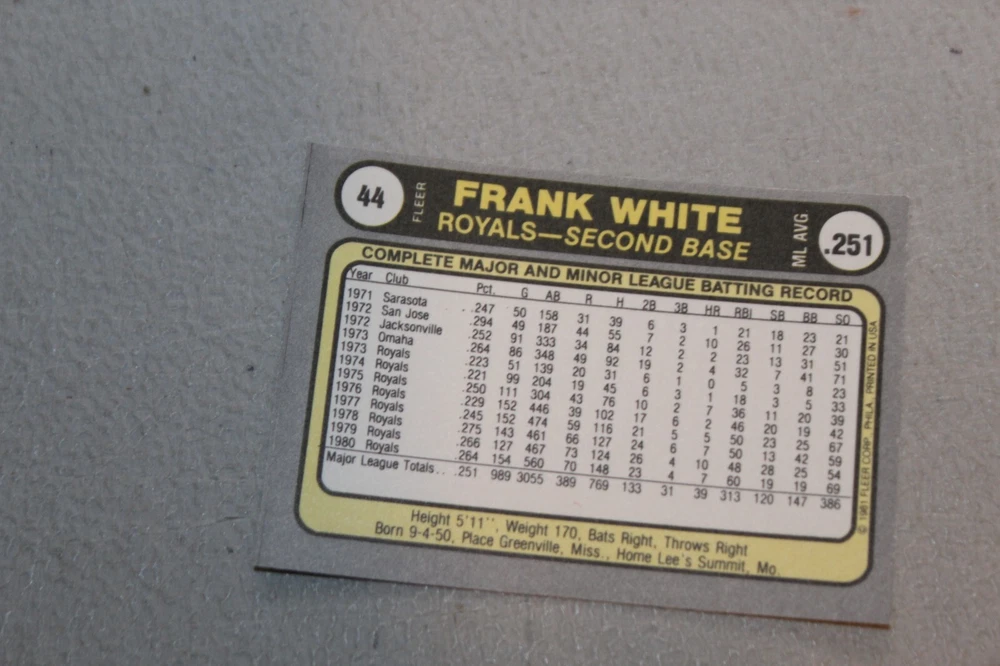 44
FLEER
FRANK WHITE
ROYALS—SECOND BASE
ML AVG.
.251
COMPLETE MAJOR AND MINOR LEAGUE BATTING RECORD
Year Club Pct. G AB R H 2B 3B HR RBI SB BB SO
1971 Sarasota . .247 50 158 31 39 6 3 1 21 18 23 21
1972 San Jose .294 49 187 44 55 7 2 10 26 11 27 30
1972 Jacksonville .252 91 333 34 84 12 2 2 23 13 31 51
1973 Omaha .264 86 348 49 92 19 2 4 32 7 41 71
1973 Royals .223 51 139 20 31 6 1 0 5 3 8 23
1974 Royals .221 99 204 19 45 6 3 1 18 3 5 33
1975 Royals .250 111 304 43 76 10 2 7 36 11 20 39
1976 Royals .229 152 446 39 102 17 6 2 46 20 19 42
1977 Royals .245 152 474 59 116 21 5 5 50 23 25 67
1978 Royals .275 143 461 66 127 24 6 7 50 13 42 59
1979 Royals .266 127 467 73 124 26 4 10 48 28 25 54
1980 Royals .264 154 560 70 148 23 4 7 60 19 19 69
Major League Totals . . .251 989 3055 389 769 133 31 39 313 120 147 386
Height 5'11'', Weight 170, Bats Right, Throws Right
Born 9-4-50, Place Greenville, Miss., Home Lee's Summit, Mo.
© 1981 FLEER CORP., PHILA., PRINTED IN USA